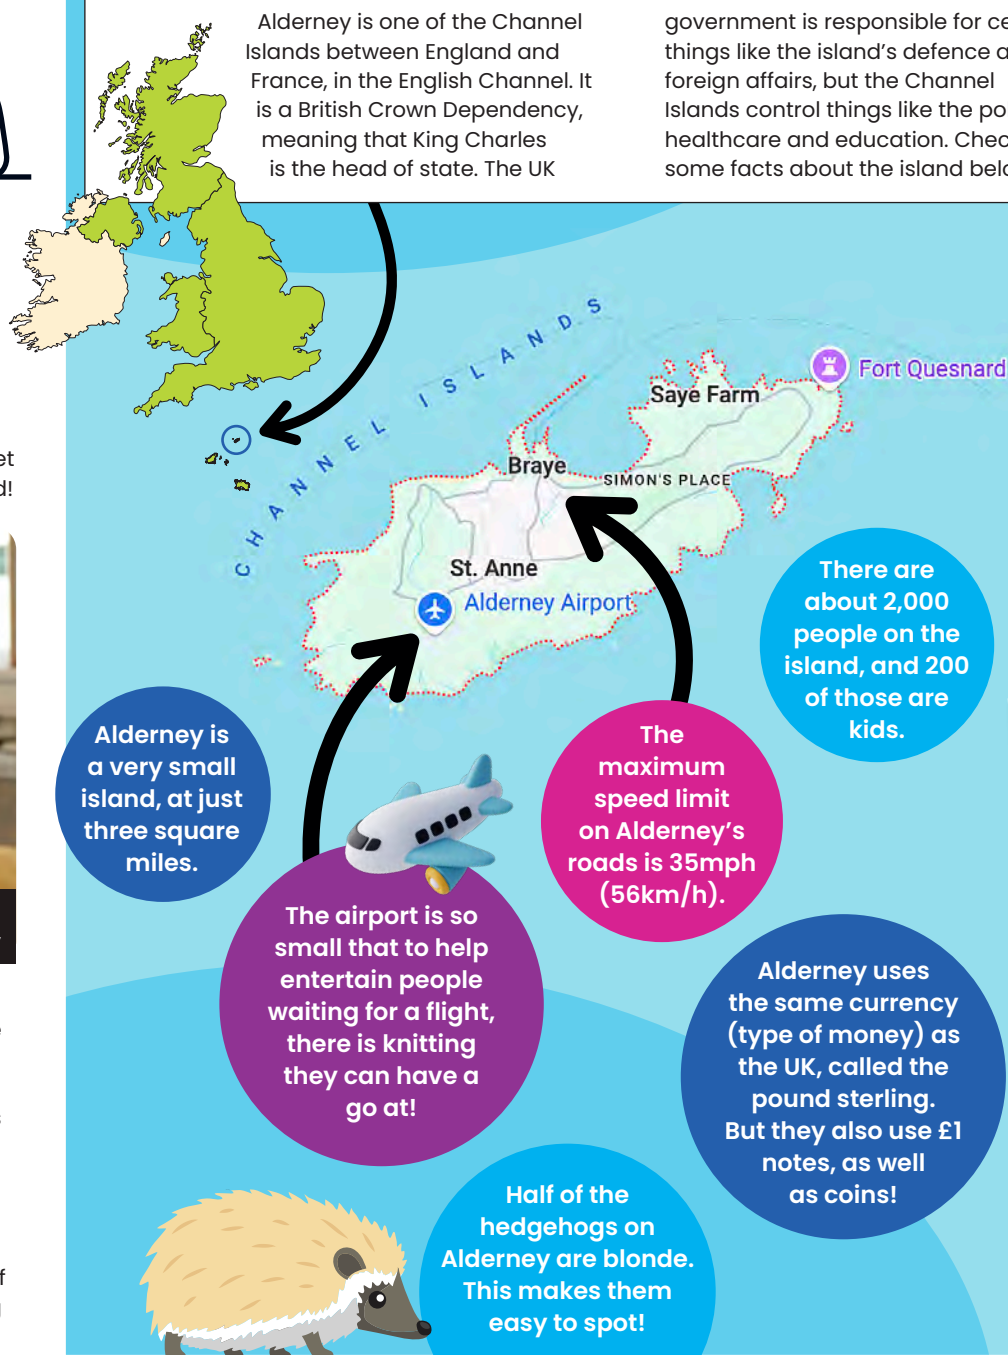 Alderney is one of the Channel
Islands between England and
France, in the English Channel. It
is a British Crown Dependency,
meaning that King Charles
is the head of state. The UK
government is responsible for
things like the island's defence
foreign affairs, but the Channel
Islands control things like the
healthcare and education.
some facts about the island
CHANNEL ISLANDS
Fort Quesnard
Saye Farm
Braye
SIMON'S PLACE
St. Anne
Alderney Airport
There are
about 2,000
people on the
island, and 200
of those are
kids.
Alderney is
a very small
island, at just
three square
miles.
The
maximum
speed limit
on Alderney's
roads is 35mph
(56km/h).
The airport is so
small that to help
entertain people
waiting for a flight,
there is knitting
they can have a
go at!
Alderney uses
the same currency
(type of money) as
the UK, called the
pound sterling.
But they also use £1
notes, as well
as coins!
Half of the
hedgehogs on
Alderney are blonde.
This makes them
easy to spot!